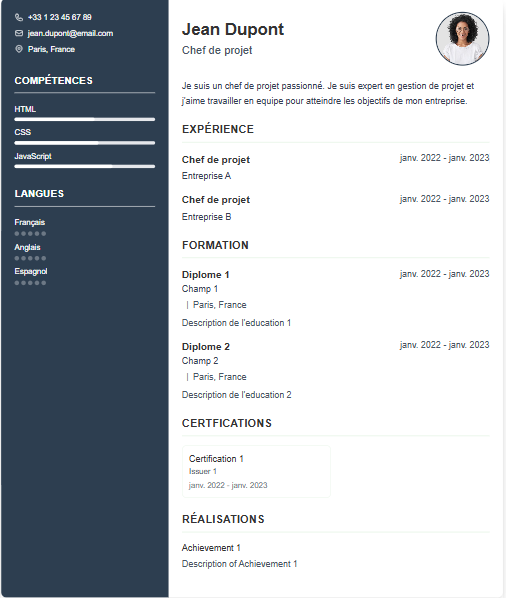 +33 1 23 45 67 89
jean.dupont@email.com
Paris, France
COMPÉTENCES
HTML
CSS
JavaScript
LANGUES
Français
Anglais
Espagnol
Jean Dupont
Chef de projet
Je suis un chef de projet passionné. Je suis expert en gestion de projet et
j'aime travailler en equipe pour atteindre les objectifs de mon entreprise.
EXPÉRIENCE
Chef de projet janv. 2022 - janv. 2023
Entreprise A
Chef de projet janv. 2022 - janv. 2023
Entreprise B
FORMATION
Diplome 1 janv. 2022 - janv. 2023
Champ 1
| Paris, France
Description de l'education 1
Diplome 2 janv. 2022 - janv. 2023
Champ 2
| Paris, France
Description de l'education 2
CERTFICATIONS
Certification 1
Issuer 1
janv. 2022 - janv. 2023
RÉALISATIONS
Achievement 1
Description of Achievement 1